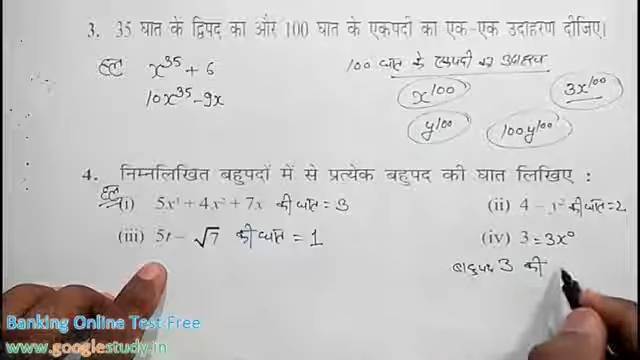 3. 35 घात के द्विपद का और 100 घात के एकपदी का एक-एक उदाहरण दीजिए।
हल x³⁵ + 6
10x³⁵ - 9x
100 घात के एकपदी का उदाहरण
x¹⁰⁰ 3x¹⁰⁰
y¹⁰⁰ 100y¹⁰⁰
4. निम्नलिखित बहुपदों में से प्रत्येक बहुपद की घात लिखिए :
हल
(i) 5x³ + 4x² + 7x की घात = 3 (ii) 4 - y² की घात = 2
(iii) 5t - √7 की घात = 1 (iv) 3 = 3x⁰
बहुपद 3 की
Banking Online Test Free
www.googlestudy.in